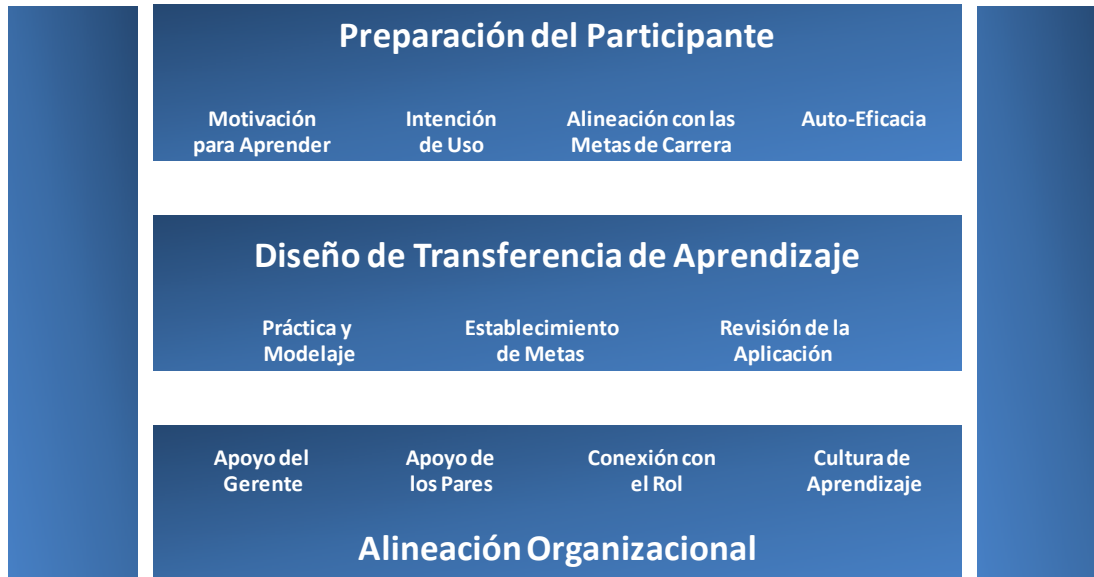 Preparación del Participante
Motivación para Aprender
Intención de Uso
Alineación con las Metas de Carrera
Auto-Eficacia
Diseño de Transferencia de Aprendizaje
Práctica y Modelaje
Establecimiento de Metas
Revisión de la Aplicación
Apoyo del Gerente
Apoyo de los Pares
Conexión con el Rol
Cultura de Aprendizaje
Alineación Organizacional